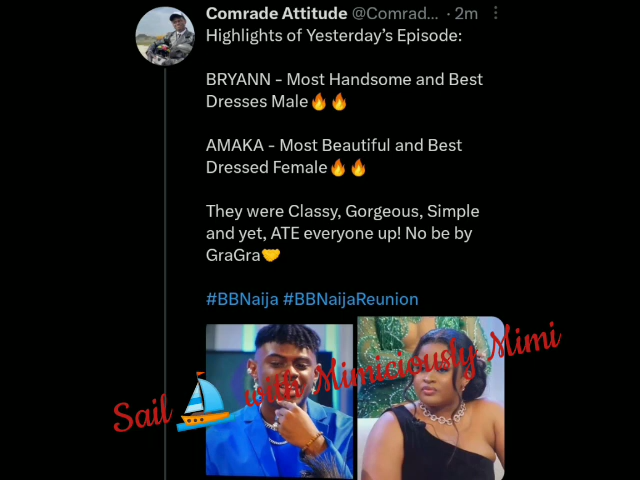 Comrade Attitude @Comrad... · 2m
Highlights of Yesterday's Episode:
BRYANN - Most Handsome and Best
Dresses Male🔥🔥
AMAKA - Most Beautiful and Best
Dressed Female🔥🔥
They were Classy, Gorgeous, Simple
and yet, ATE everyone up! No be by
GraGra🤝
#BBNaija #BBNaijaReunion
Sail ⛵ with Mimiciously Mimi